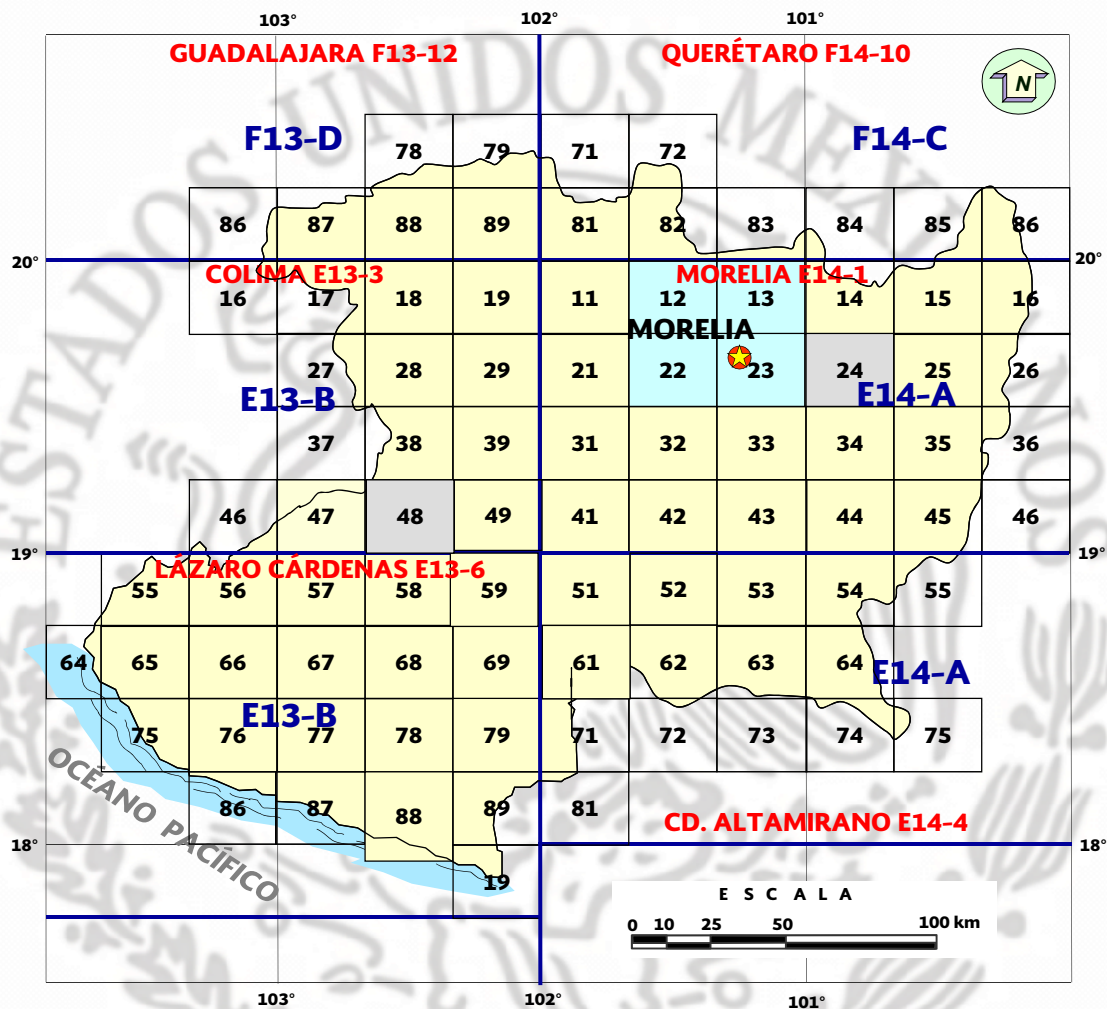 103° 102° 101°
GUADALAJARA F13-12 QUERÉTARO F14-10
N
F13-D F14-C
78 79 71 72
86 87 88 89 81 82 83 84 85 86
20° 20°
COLIMA E13-3 MORELIA E14-1
16 17 18 19 11 12 13 14 15 16
MORELIA
27 28 29 21 22 23 24 25 26
E13-B E14-A
37 38 39 31 32 33 34 35 36
46 47 48 49 41 42 43 44 45 46
19° 19°
LÁZARO CÁRDENAS E13-6
55 56 57 58 59 51 52 53 54 55
64 65 66 67 68 69 61 62 63 64
E14-A
E13-B
75 76 77 78 79 71 72 73 74 75
OCÉANO PACÍFICO
86 87 88 89 81
CD. ALTAMIRANO E14-4
18° 18°
19
ESCALA
0 10 25 50 100 km
103° 102° 101°
ESTADOS UNIDOS MEXICANOS